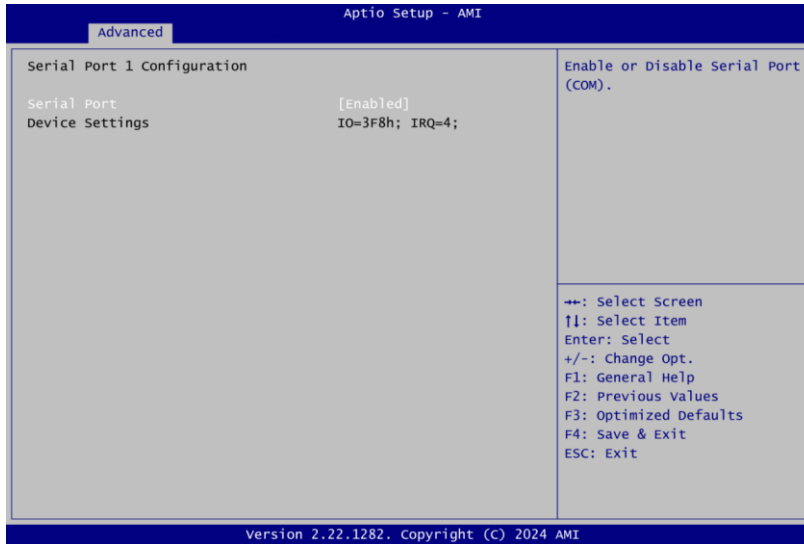 Aptio Setup - AMI
Advanced
Serial Port 1 Configuration
Serial Port [Enabled]
Device Settings IO=3F8h; IRQ=4;
Enable or Disable Serial Port
(COM).
→←: Select Screen
↑↓: Select Item
Enter: Select
+/-: Change Opt.
F1: General Help
F2: Previous Values
F3: Optimized Defaults
F4: Save & Exit
ESC: Exit
Version 2.22.1282. Copyright (C) 2024 AMI